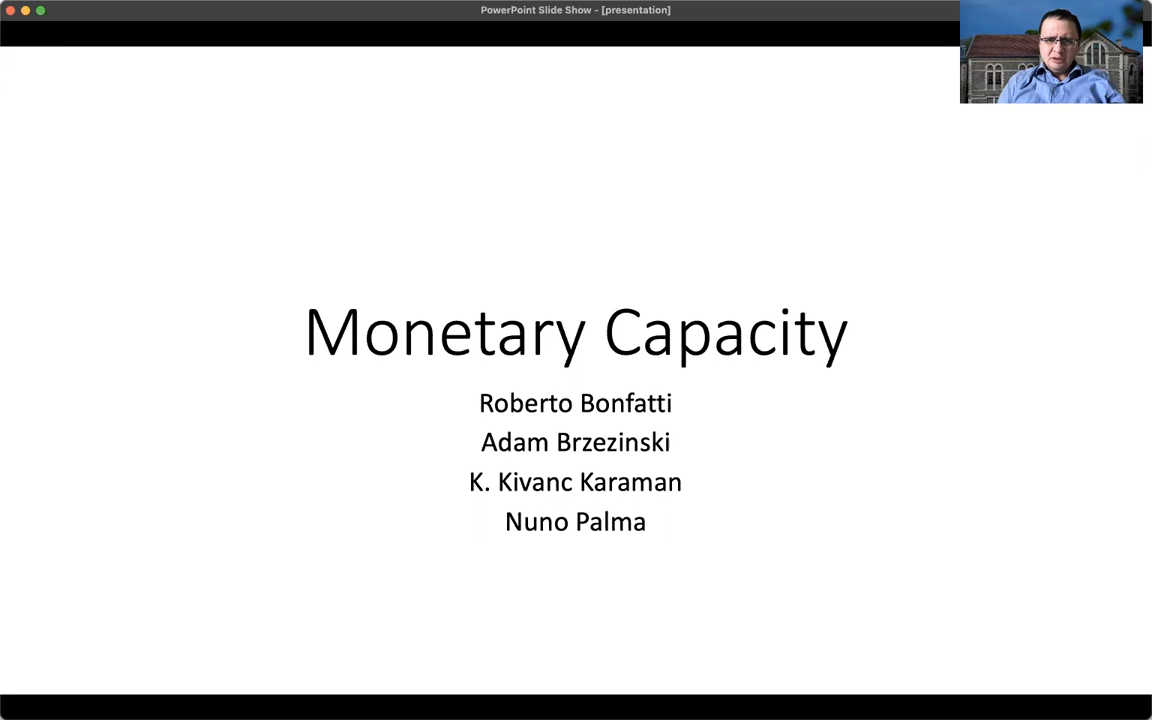 PowerPoint Slide Show - [presentation]
Monetary Capacity
Roberto Bonfatti
Adam Brzezinski
K. Kivanc Karaman
Nuno Palma